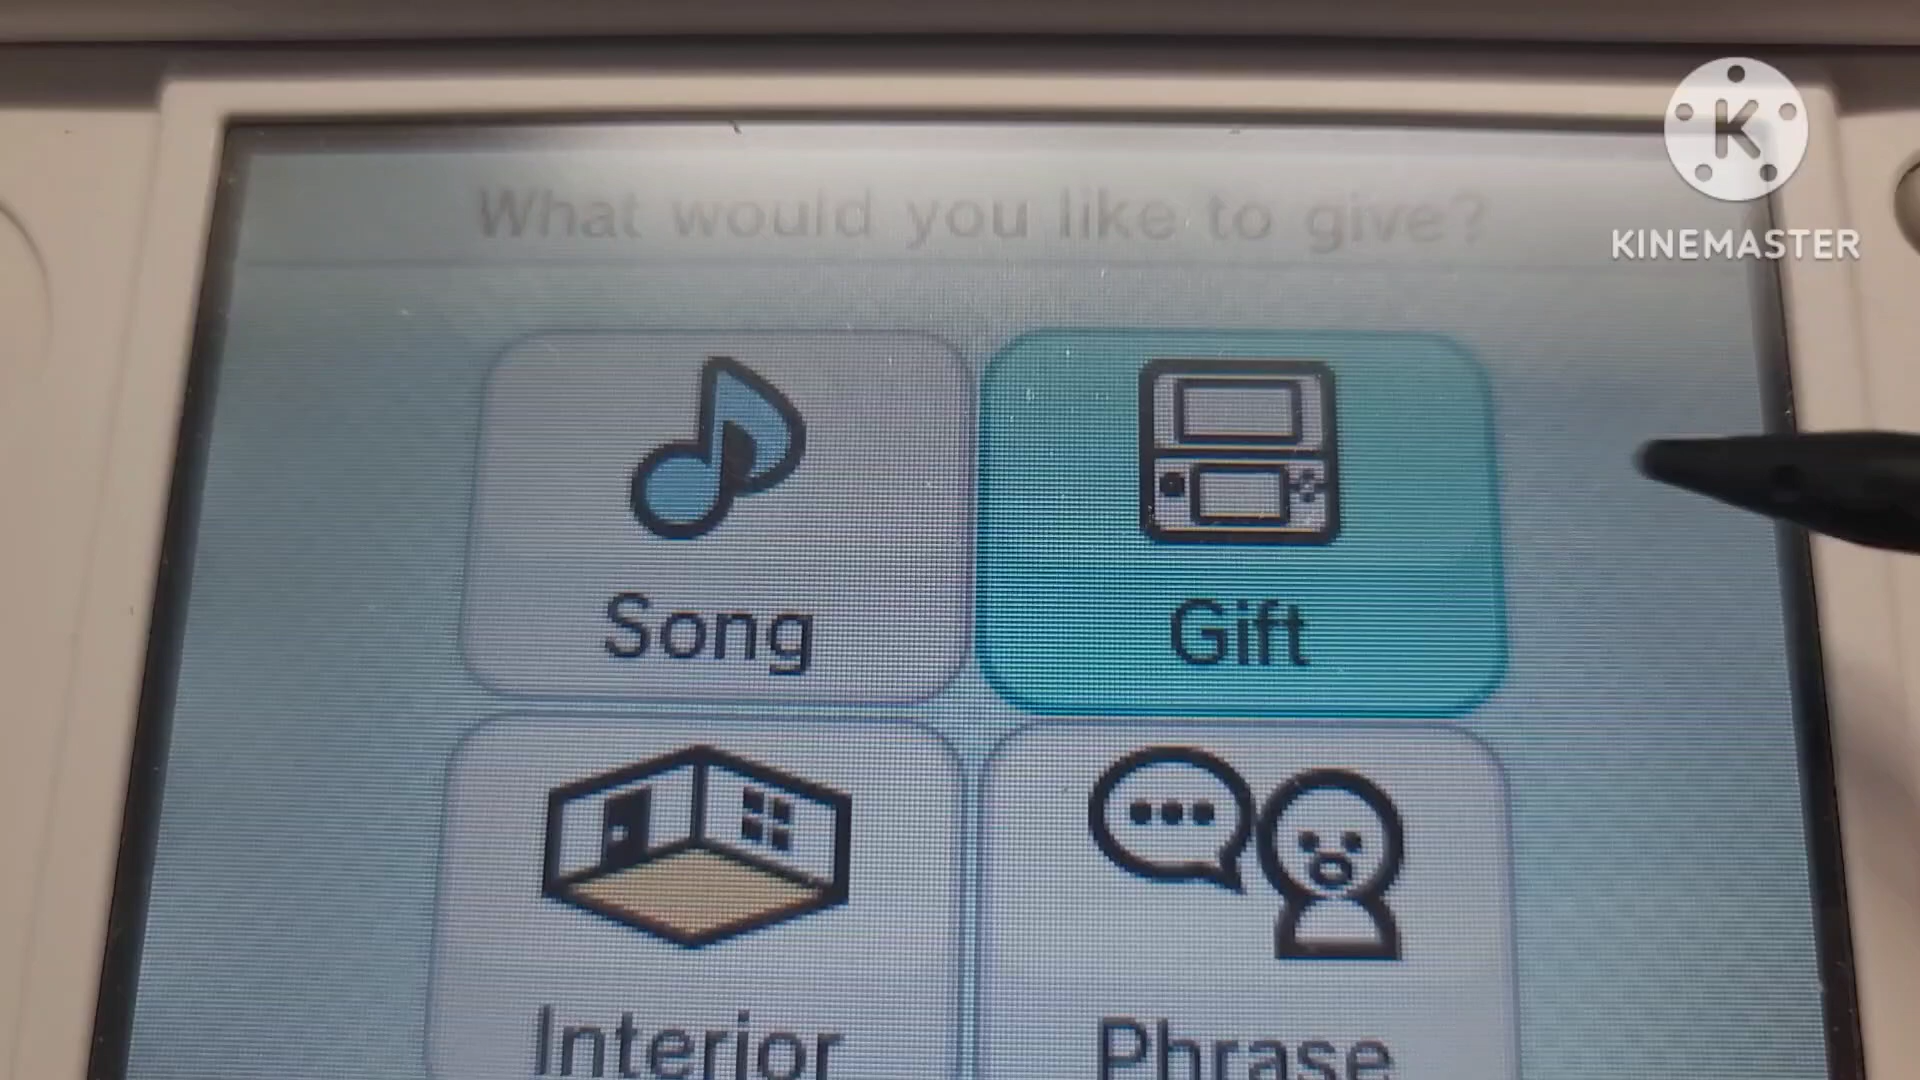 K
KINEMASTER
What would you like to give?
Song
Gift
Interior
Phrase